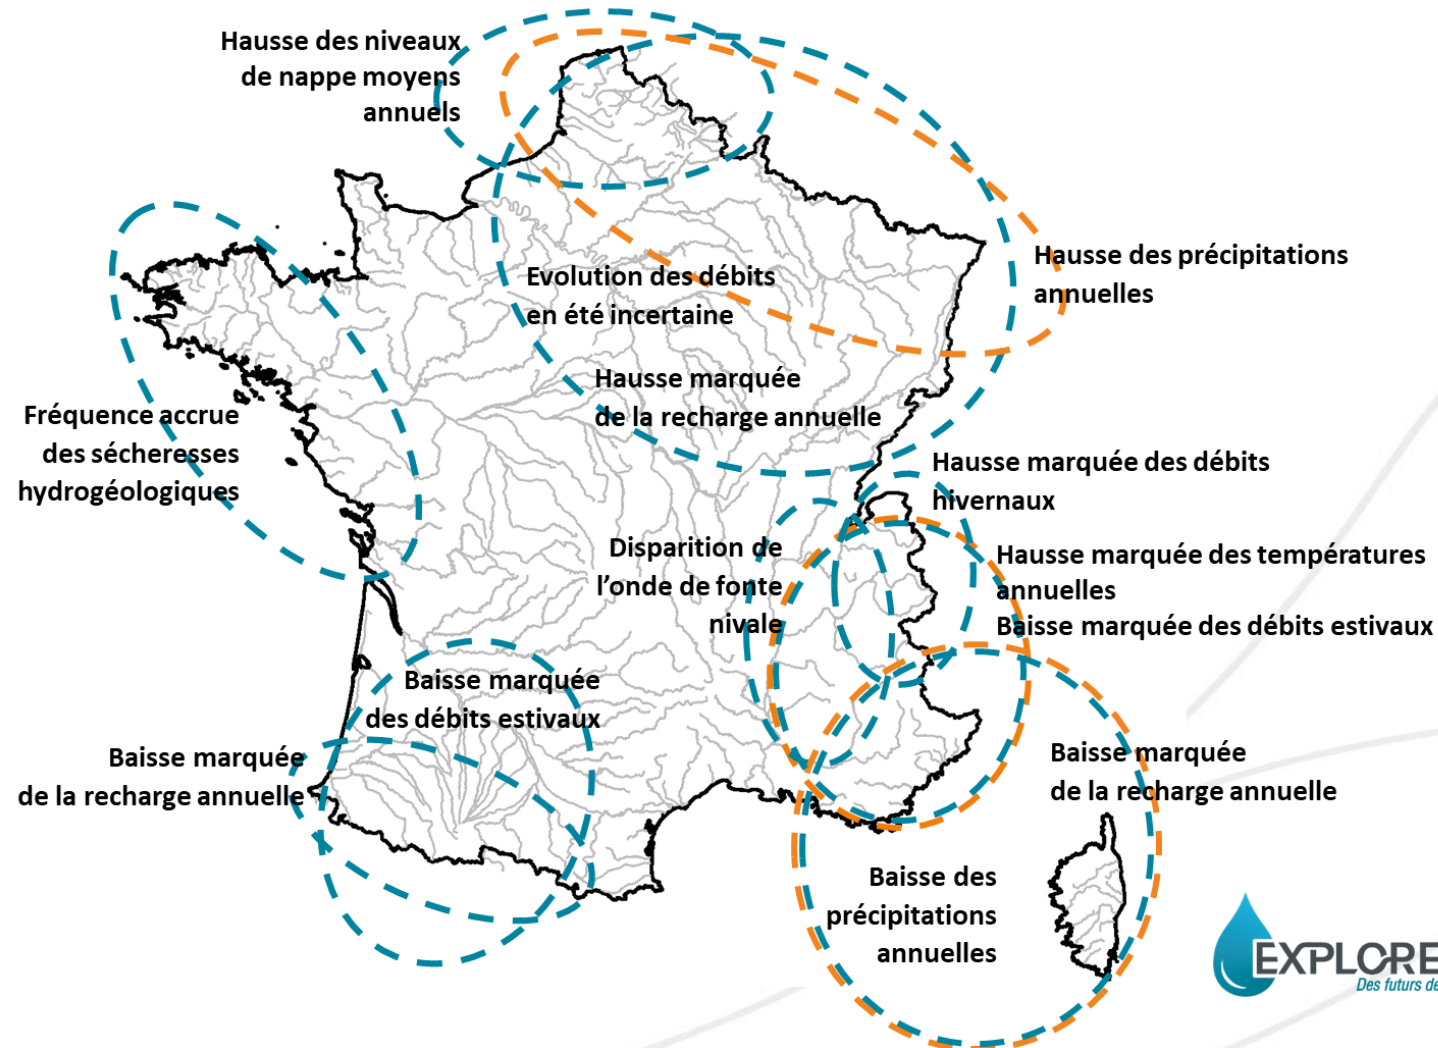 Hausse des niveaux
de nappe moyens
annuels
Hausse des précipitations
annuelles
Evolution des débits
en été incertaine
Hausse marquée
de la recharge annuelle
Fréquence accrue
des sécheresses
hydrogéologiques
Hausse marquée des débits
hivernaux
Disparition de
l'onde de fonte
nivale
Hausse marquée des températures
annuelles
Baisse marquée des débits estivaux
Baisse marquée
des débits estivaux
Baisse marquée
de la recharge annuelle
Baisse marquée
de la recharge annuelle
Baisse des
précipitations
annuelles
EXPLORE
Des futurs de